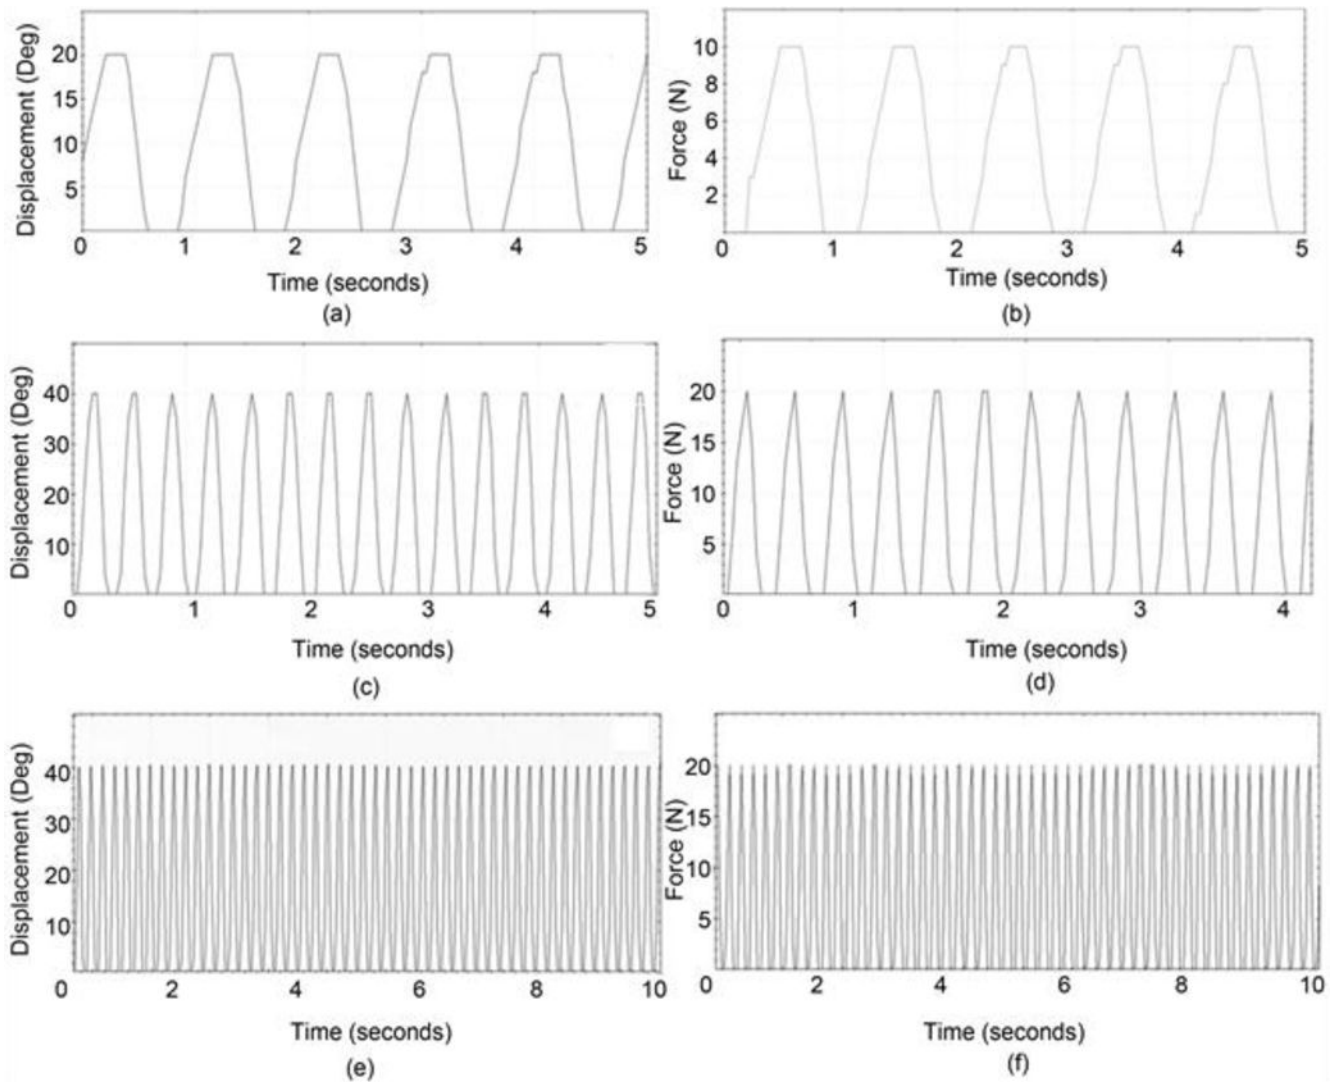 Displacement (Deg)
20
15
10
5
0 1 2 3 4 5
Time (seconds)
(a)
Force (N)
10
8
6
4
2
0 1 2 3 4 5
Time (seconds)
(b)
Displacement (Deg)
40
30
20
10
0 1 2 3 4 5
Time (seconds)
(c)
Force (N)
20
15
10
5
0 1 2 3 4
Time (seconds)
(d)
Displacement (Deg)
40
30
20
10
0 2 4 6 8 10
Time (seconds)
(e)
Force (N)
20
15
10
5
0 2 4 6 8 10
Time (seconds)
(f)